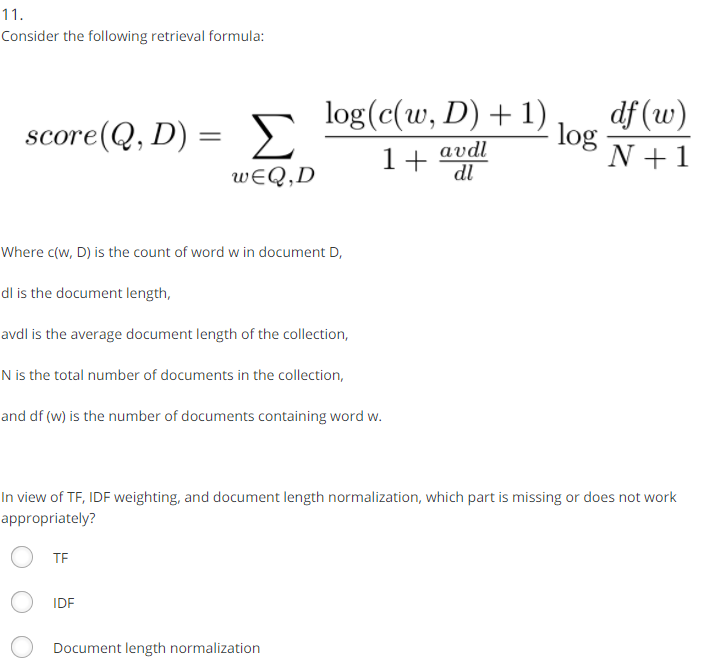 11.
Consider the following retrieval formula:
score(Q, D) = ∑_{w∈Q,D} \frac{log(c(w, D) + 1)}{1 + \frac{avdl}{dl}} log \frac{df(w)}{N + 1}
Where c(w, D) is the count of word w in document D,
dl is the document length,
avdl is the average document length of the collection,
N is the total number of documents in the collection,
and df (w) is the number of documents containing word w.
In view of TF, IDF weighting, and document length normalization, which part is missing or does not work
appropriately?
TF
IDF
Document length normalization